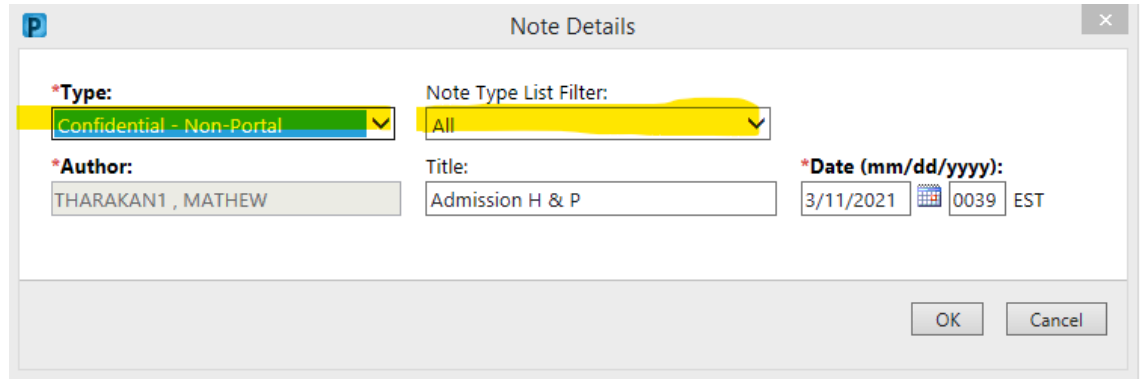 P Note Details ×
*Type: Note Type List Filter:
Confidential - Non-Portal All
*Author: Title: *Date (mm/dd/yyyy):
THARAKAN1 , MATHEW Admission H & P 3/11/2021 0039 EST
OK Cancel